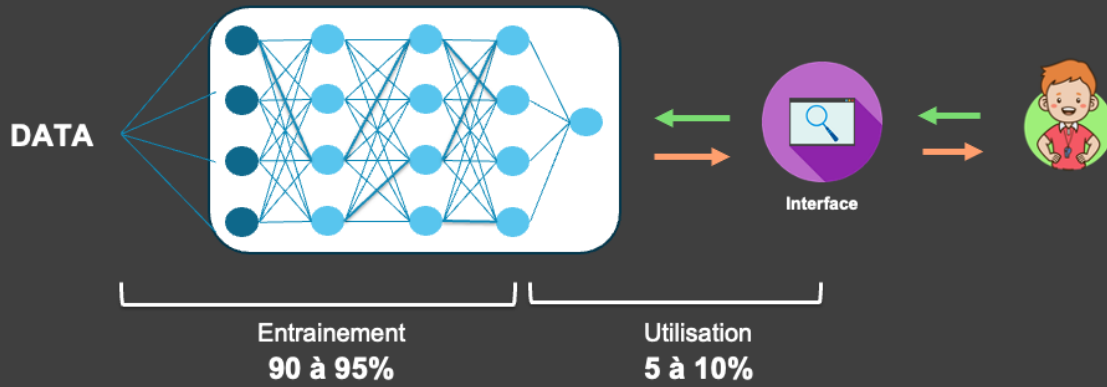 DATA
Interface
Entrainement
90 à 95%
Utilisation
5 à 10%